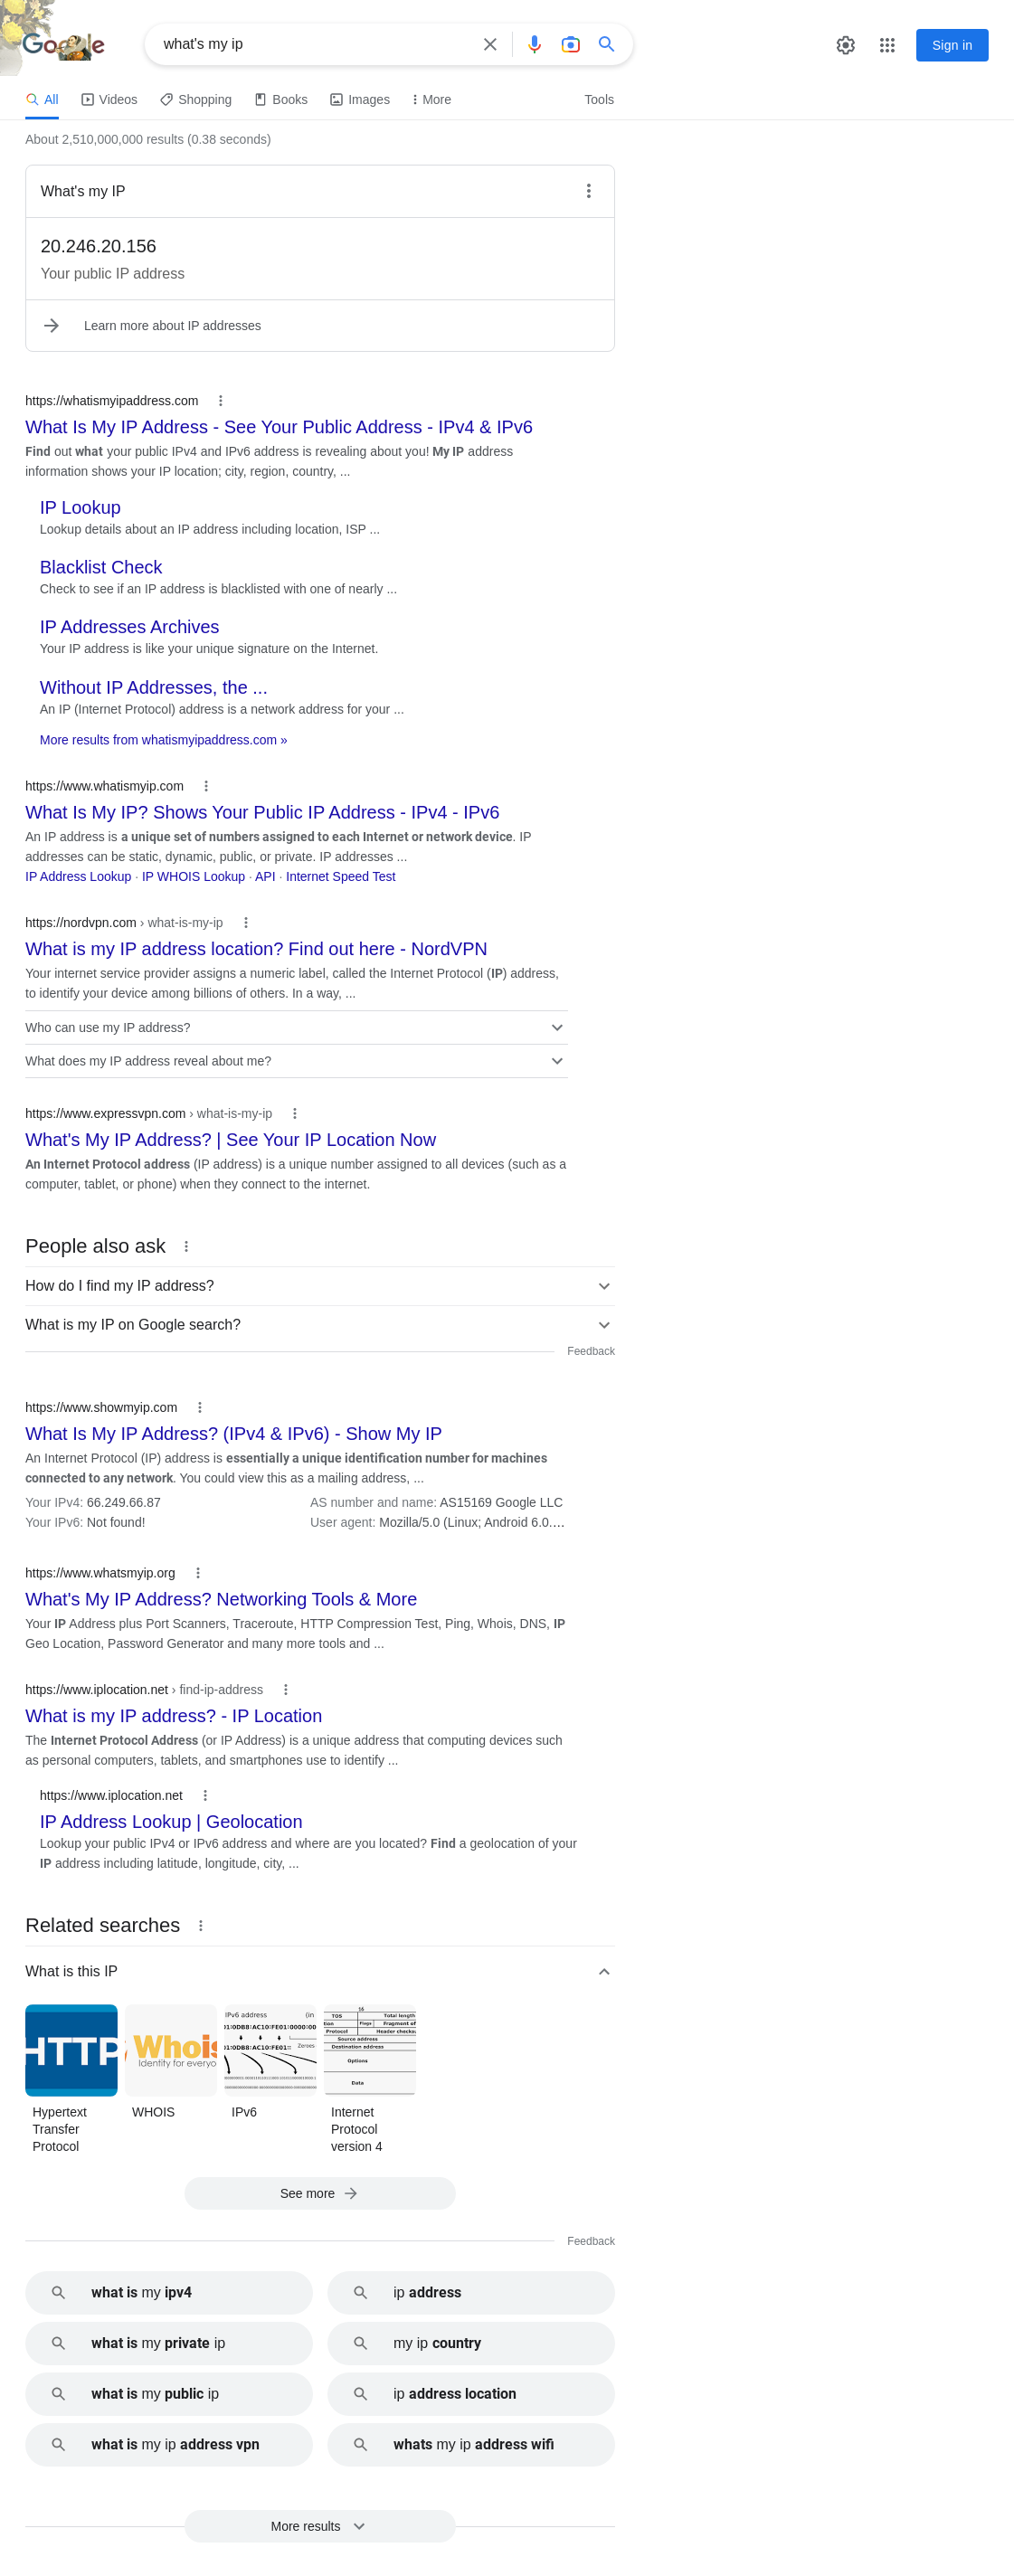 Google
what's my ip
Sign in
All
Videos
Shopping
Books
Images
More
Tools
About 2,510,000,000 results (0.38 seconds)
What's my IP
20.246.20.156
Your public IP address
Learn more about IP addresses
https://whatismyipaddress.com
What Is My IP Address - See Your Public Address - IPv4 & IPv6
Find out what your public IPv4 and IPv6 address is revealing about you! My IP address
information shows your IP location; city, region, country, ...
IP Lookup
Lookup details about an IP address including location, ISP ...
Blacklist Check
Check to see if an IP address is blacklisted with one of nearly ...
IP Addresses Archives
Your IP address is like your unique signature on the Internet.
Without IP Addresses, the ...
An IP (Internet Protocol) address is a network address for your ...
More results from whatismyipaddress.com »
https://www.whatismyip.com
What Is My IP? Shows Your Public IP Address - IPv4 - IPv6
An IP address is a unique set of numbers assigned to each Internet or network device. IP
addresses can be static, dynamic, public, or private. IP addresses ...
IP Address Lookup · IP WHOIS Lookup · API · Internet Speed Test
https://nordvpn.com › what-is-my-ip
What is my IP address location? Find out here - NordVPN
Your internet service provider assigns a numeric label, called the Internet Protocol (IP) address,
to identify your device among billions of others. In a way, ...
Who can use my IP address?
What does my IP address reveal about me?
https://www.expressvpn.com › what-is-my-ip
What's My IP Address? | See Your IP Location Now
An Internet Protocol address (IP address) is a unique number assigned to all devices (such as a
computer, tablet, or phone) when they connect to the internet.
People also ask
How do I find my IP address?
What is my IP on Google search?
Feedback
https://www.showmyip.com
What Is My IP Address? (IPv4 & IPv6) - Show My IP
An Internet Protocol (IP) address is essentially a unique identification number for machines
connected to any network. You could view this as a mailing address, ...
Your IPv4: 66.249.66.87
AS number and name: AS15169 Google LLC
Your IPv6: Not found!
User agent: Mozilla/5.0 (Linux; Android 6.0....
https://www.whatsmyip.org
What's My IP Address? Networking Tools & More
Your IP Address plus Port Scanners, Traceroute, HTTP Compression Test, Ping, Whois, DNS, IP
Geo Location, Password Generator and many more tools and ...
https://www.iplocation.net › find-ip-address
What is my IP address? - IP Location
The Internet Protocol Address (or IP Address) is a unique address that computing devices such
as personal computers, tablets, and smartphones use to identify ...
https://www.iplocation.net
IP Address Lookup | Geolocation
Lookup your public IPv4 or IPv6 address and where are you located? Find a geolocation of your
IP address including latitude, longitude, city, ...
Related searches
What is this IP
HTTP
Whois
Identity for everyo
IPv6 address (in
Zeroes
16
TOS Total length
Flags Fragment of
Protocol Header checks
Source address
Destination address
Options
Data
Hypertext
Transfer
Protocol
WHOIS
IPv6
Internet
Protocol
version 4
See more
Feedback
what is my ipv4
ip address
what is my private ip
my ip country
what is my public ip
ip address location
what is my ip address vpn
whats my ip address wifi
More results